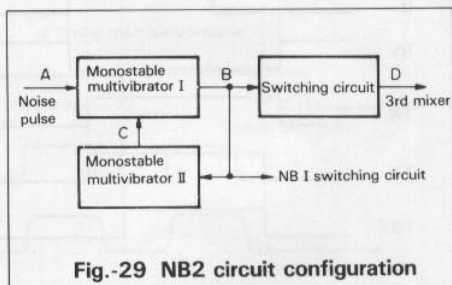 A
Noise
pulse
Monostable
multivibrator I
B
Switching circuit
D
3rd mixer
C
Monostable
multivibrator II
NB I switching circuit
Fig.-29 NB2 circuit configuration